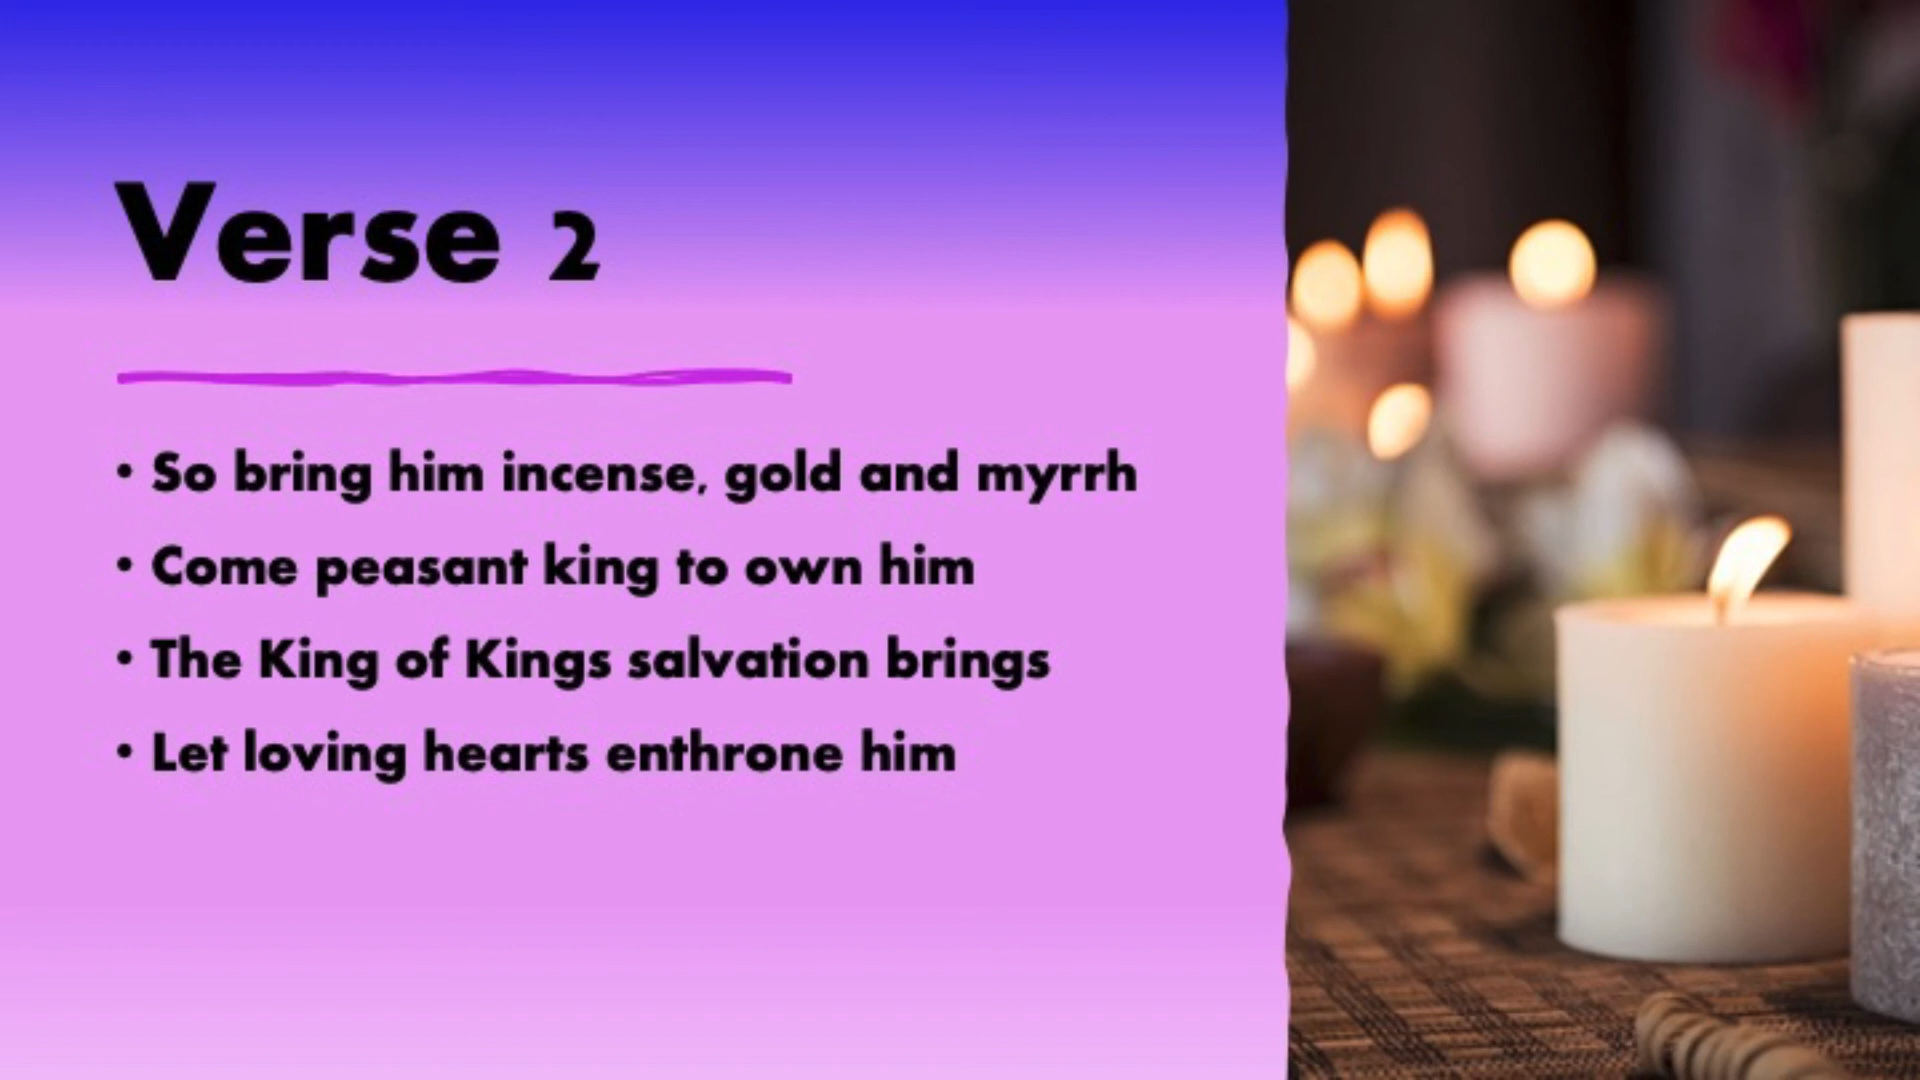 Verse 2
• So bring him incense, gold and myrrh
• Come peasant king to own him
• The King of Kings salvation brings
• Let loving hearts enthrone him